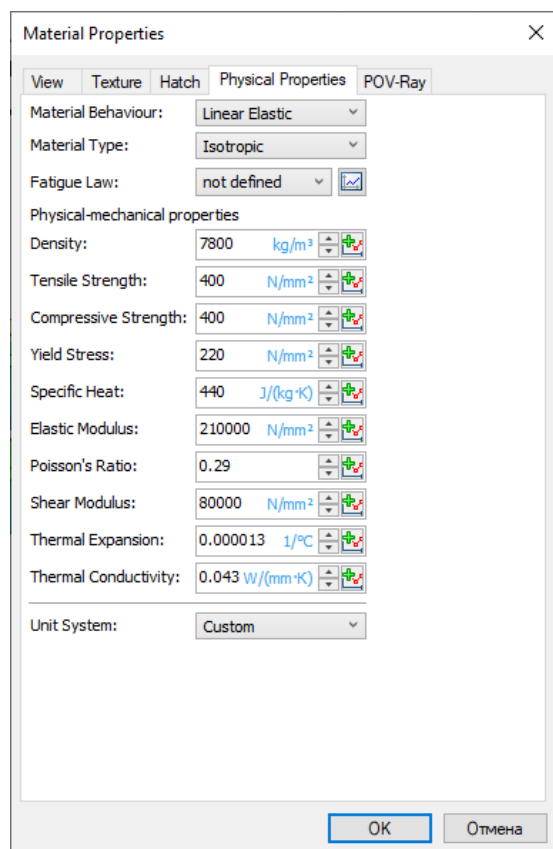 Material Properties
View Texture Hatch Physical Properties POV-Ray
Material Behaviour: Linear Elastic
Material Type: Isotropic
Fatigue Law: not defined
Physical-mechanical properties
Density: 7800 kg/m³
Tensile Strength: 400 N/mm²
Compressive Strength: 400 N/mm²
Yield Stress: 220 N/mm²
Specific Heat: 440 J/(kg·K)
Elastic Modulus: 210000 N/mm²
Poisson's Ratio: 0.29
Shear Modulus: 80000 N/mm²
Thermal Expansion: 0.000013 1/°C
Thermal Conductivity: 0.043 W/(mm·K)
Unit System: Custom
OK Отмена